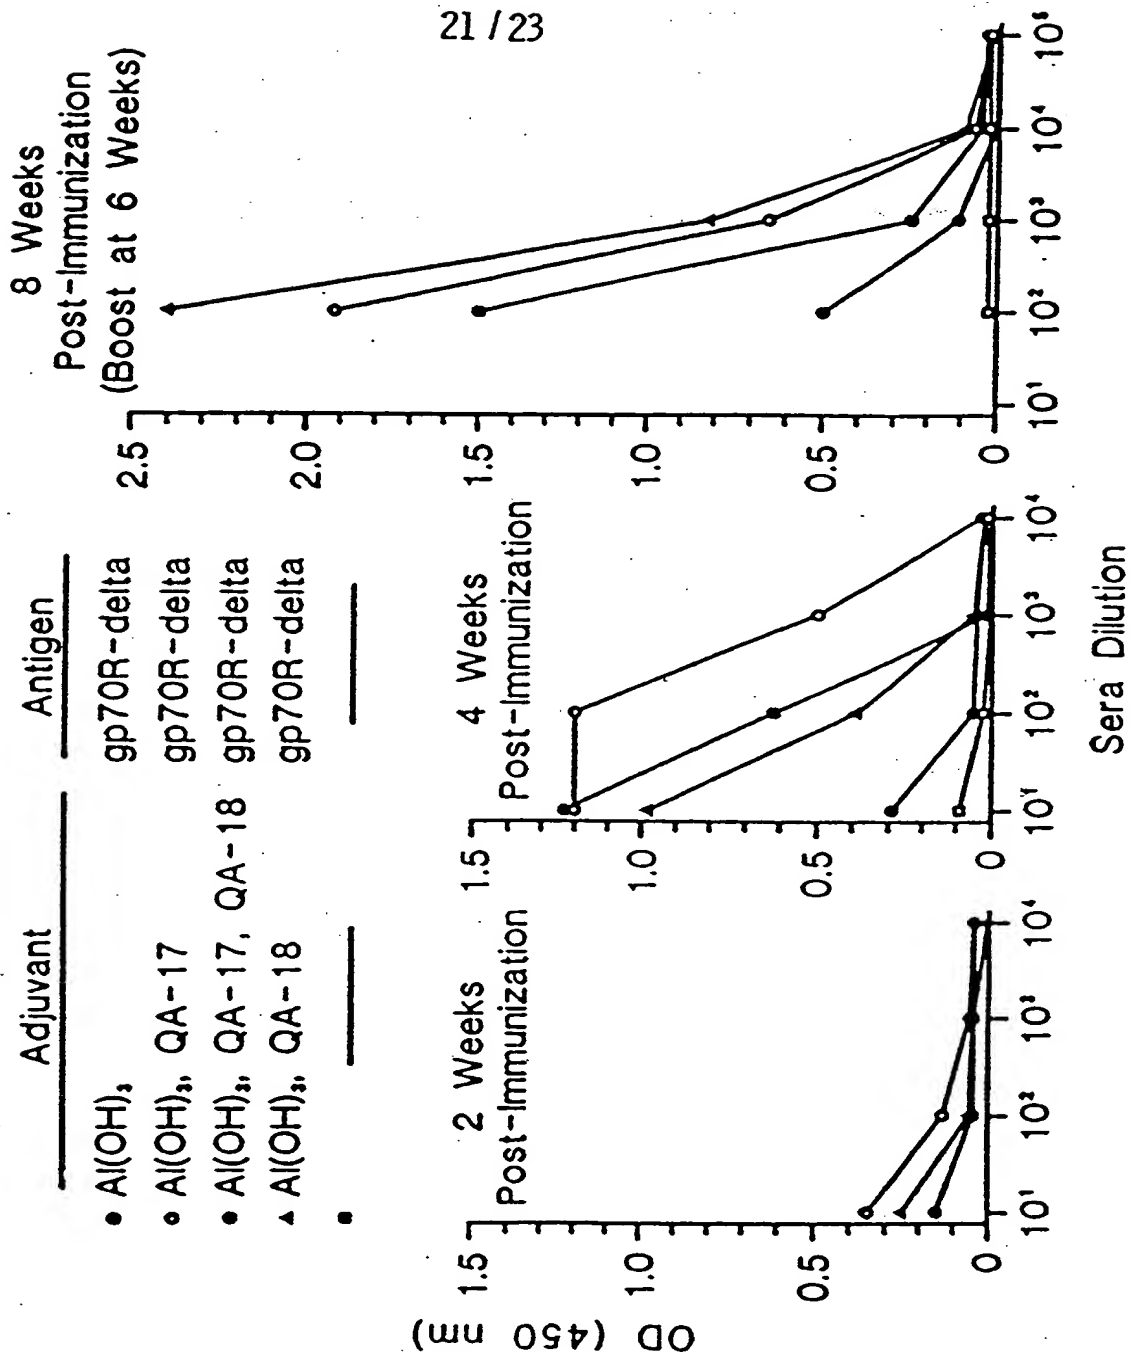 21 / 23
Adjuvant Antigen
• Al(OH)₃ gp70R-delta
o Al(OH)₃, QA-17 gp70R-delta
• Al(OH)₃, QA-17, QA-18 gp70R-delta
▲ Al(OH)₃, QA-18 gp70R-delta
2 Weeks
Post-Immunization
4 Weeks
Post-Immunization
8 Weeks
Post-Immunization
(Boost at 6 Weeks)
OD (450 nm)
1.5
1.0
0.5
0
10¹ 10² 10³ 10⁴
1.5
1.0
0.5
0
10¹ 10² 10³ 10⁴
2.5
2.0
1.5
1.0
0.5
0
10¹ 10² 10³ 10⁴ 10⁵
Sera Dilution